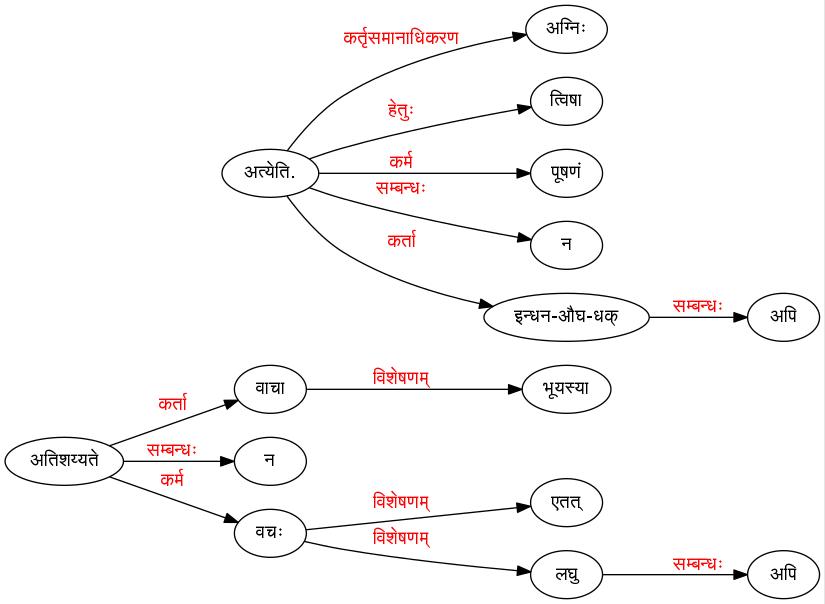 अग्निः
कर्तृसमानाधिकरण
त्विषा
हेतुः
कर्म
अत्येति.
पूषणं
सम्बन्धः
न
कर्ता
सम्बन्धः
इन्धन-औघ-धक्
अपि
विशेषणम्
वाचा
भूयस्या
कर्ता
सम्बन्धः
अतिशय्यते
न
कर्म
विशेषणम्
एतत्
वचः
विशेषणम्
सम्बन्धः
लघु
अपि